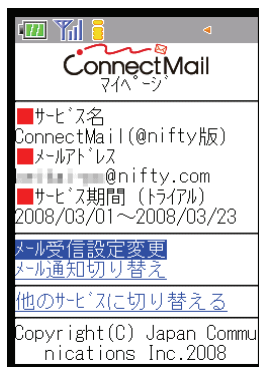 ConnectMail
マイページ
■サービス名
ConnectMail(@nifty版)
■メールアドレス
@nifty.com
■サービス期間 (トライアル)
2008/03/01～2008/03/23
メール受信設定変更
メール通知切り替え
他のサービスに切り替える
Copyright(C) Japan Commu
nications Inc.2008